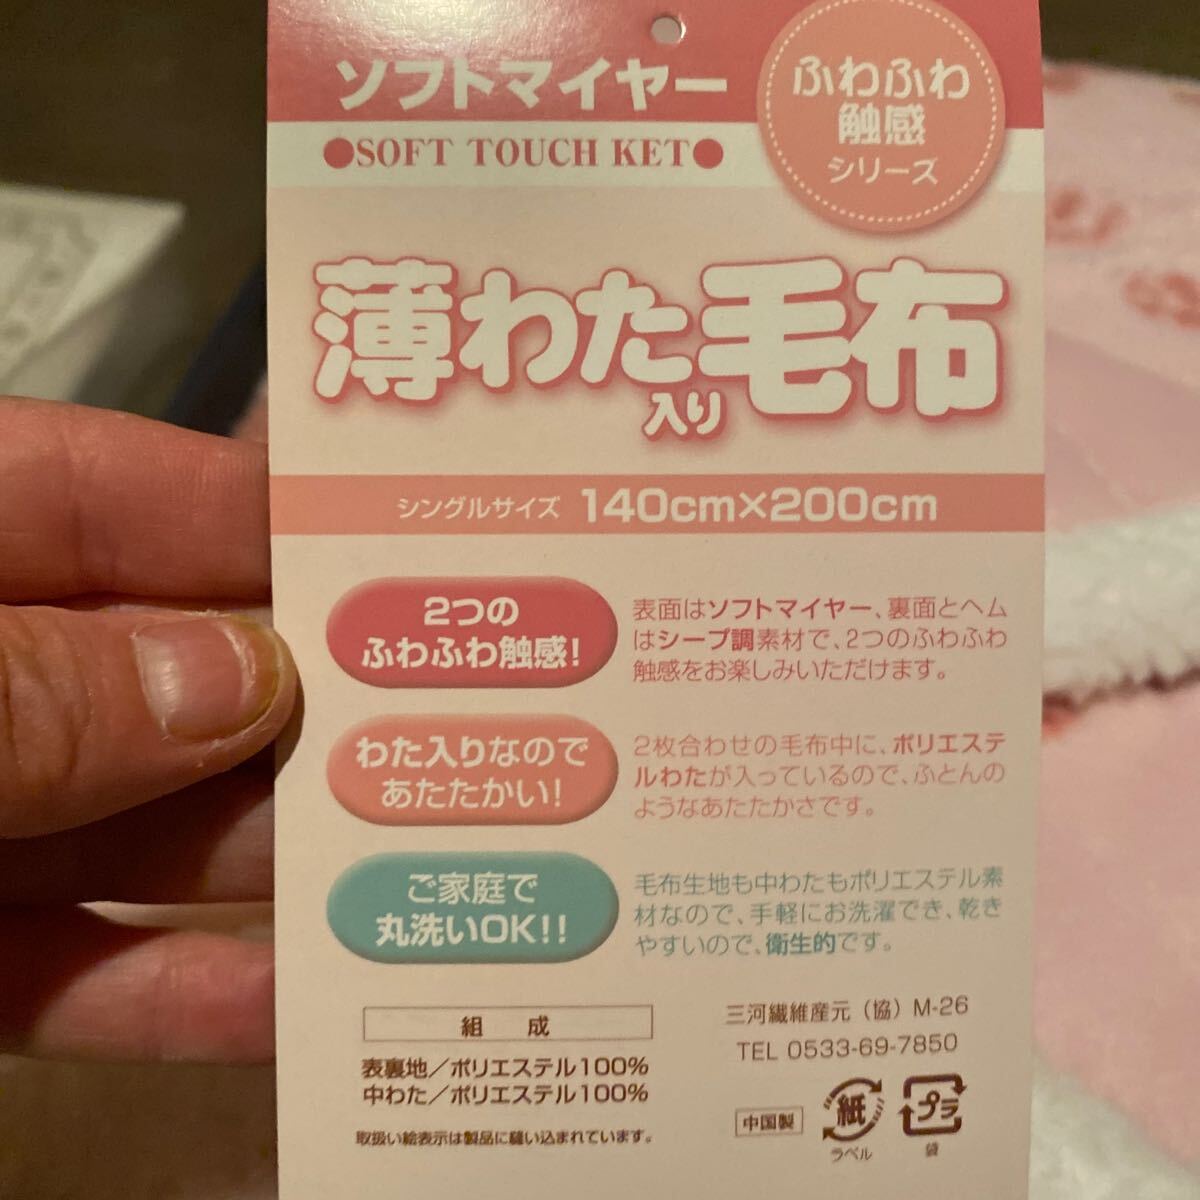 ソフトマイヤー
●SOFT TOUCH KET●
ふわふわ
触感
シリーズ
薄わた入り毛布
シングルサイズ 140cm×200cm
2つの
ふわふわ触感!
表面はソフトマイヤー、裏面とヘム
はシープ調素材で、2つのふわふわ
触感をお楽しみいただけます。
わた入りなので
あたたかい!
2枚合わせの毛布中に、ポリエステ
ルわたが入っているので、ふとんの
ようなあたたかさです。
ご家庭で
丸洗いOK!!
毛布生地も中わたもポリエステル素
材なので、手軽にお洗濯でき、乾き
やすいので、衛生的です。
組 成
表裏地/ポリエステル100%
中わた/ポリエステル100%
取扱い絵表示は製品に縫い込まれています。
三河繊維産元(協)M-26
TEL 0533-69-7850
中国製
紙
ラベル
プラ
袋